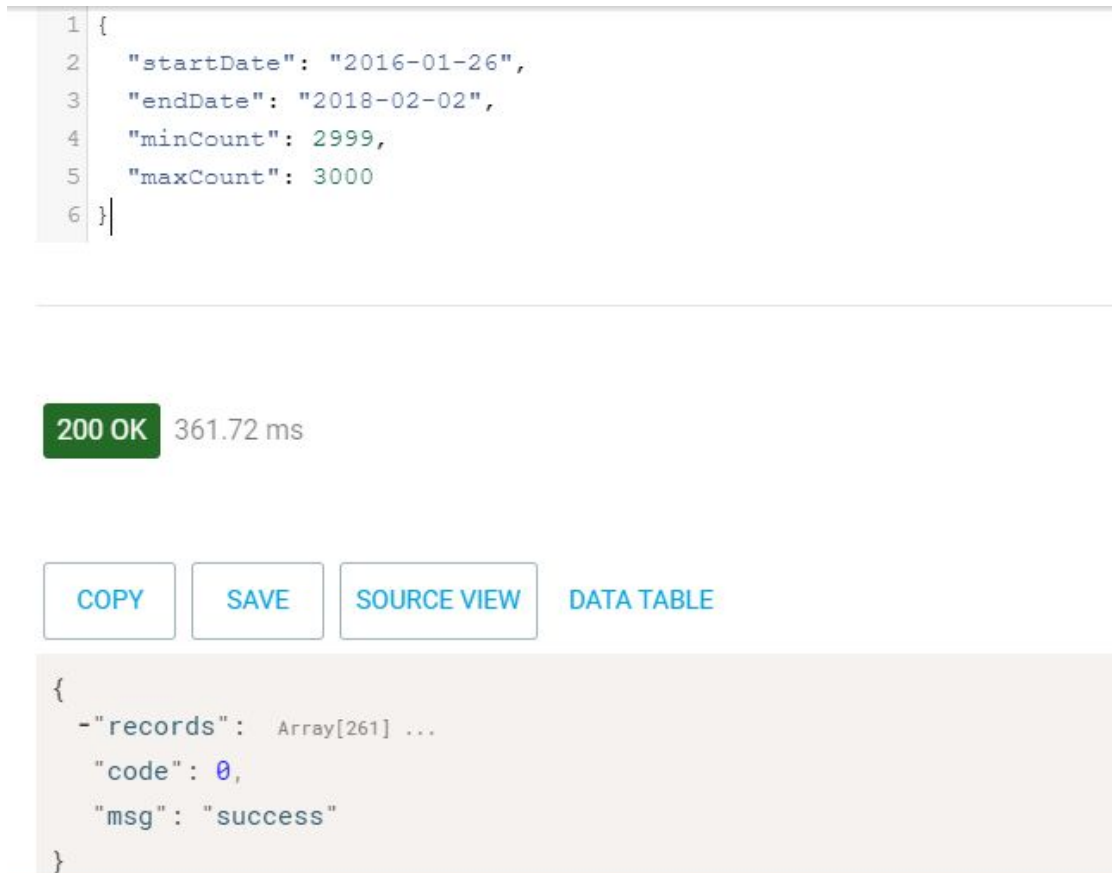 1 {
2 "startDate": "2016-01-26",
3 "endDate": "2018-02-02",
4 "minCount": 2999,
5 "maxCount": 3000
6 }
200 OK 361.72 ms
COPY SAVE SOURCE VIEW DATA TABLE
{
-"records": Array[261] ...
"code": 0,
"msg": "success"
}